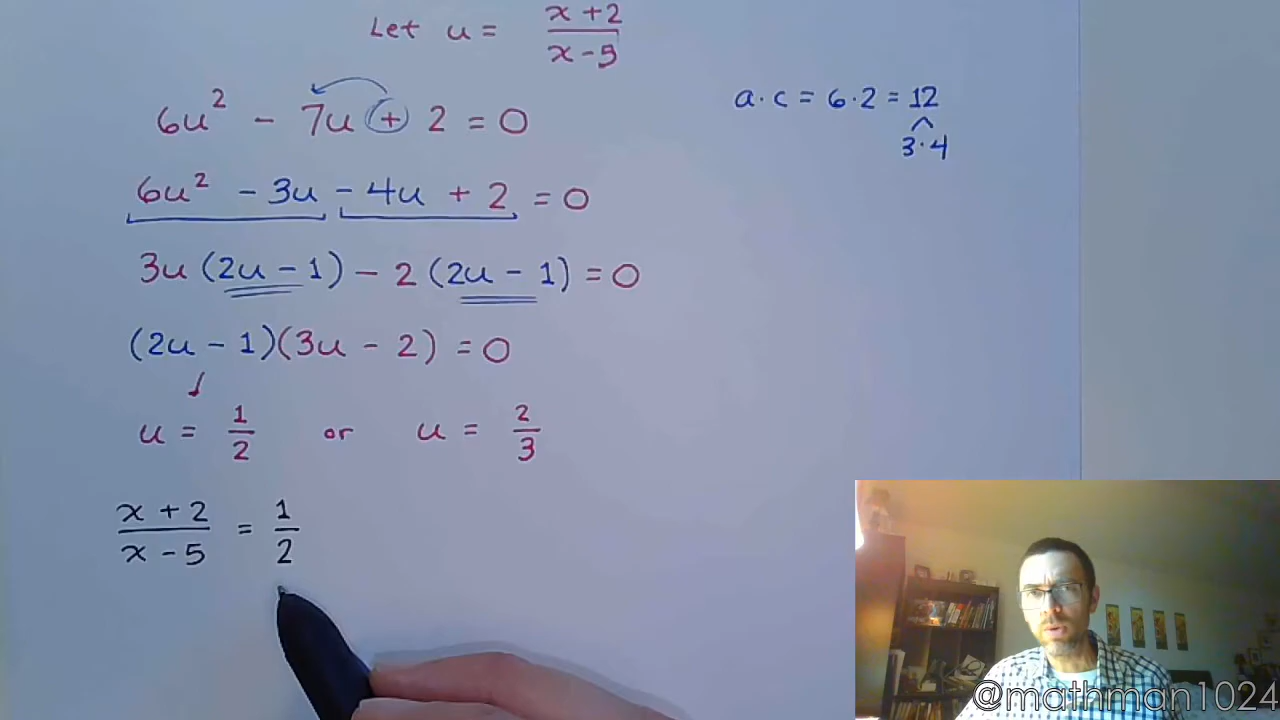 Let u = x + 2 / x - 5
6u² - 7u + 2 = 0
a · c = 6 · 2 = 12
3 · 4
6u² - 3u - 4u + 2 = 0
3u (2u - 1) - 2 (2u - 1) = 0
(2u - 1)(3u - 2) = 0
u = 1/2 or u = 2/3
x + 2 / x - 5 = 1/2
@mathman1024